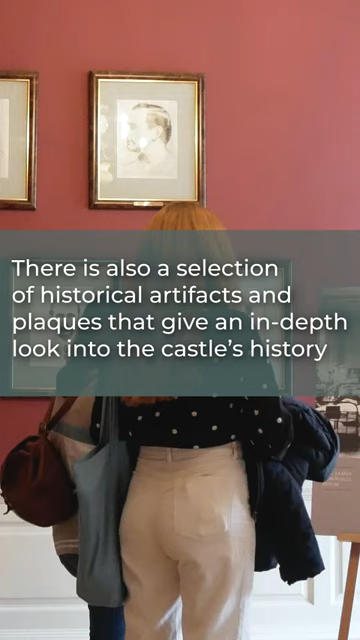 There is also a selection
of historical artifacts and
plaques that give an in-depth
look into the castle's history